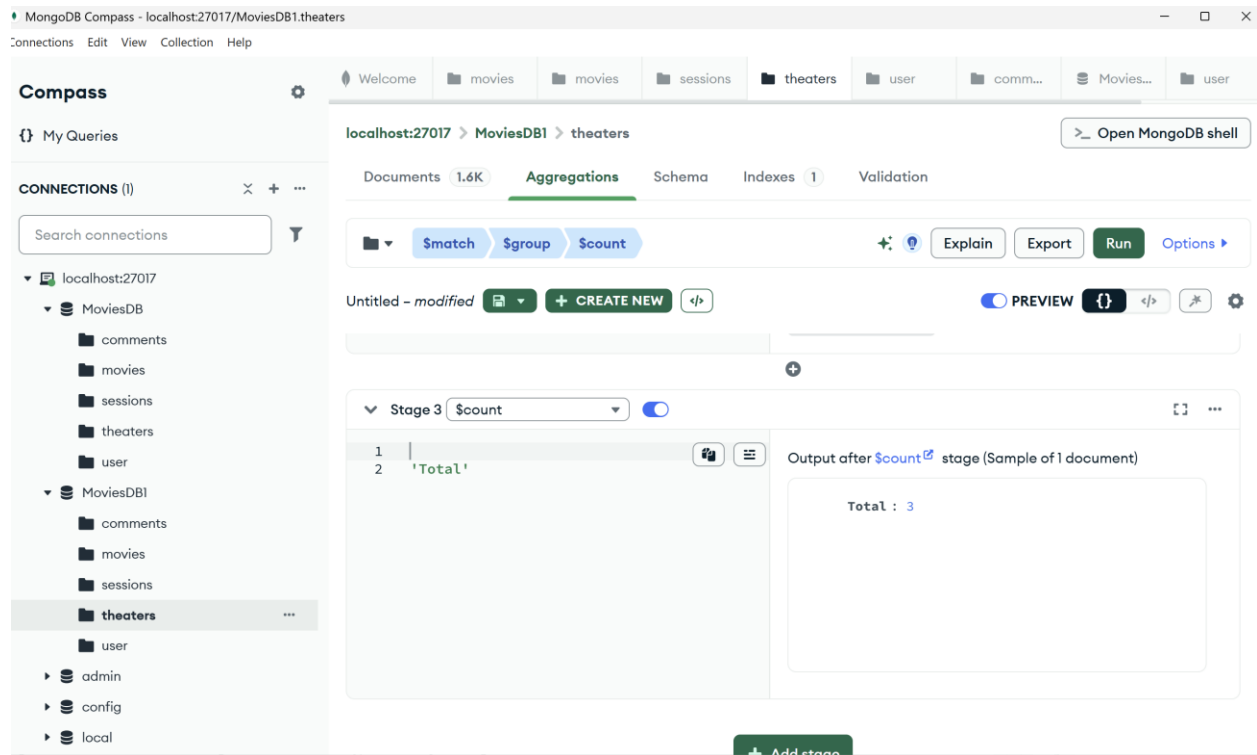 MongoDB Compass - localhost:27017/MoviesDB1.theaters
Connections Edit View Collection Help
Compass
{} My Queries
CONNECTIONS (1)
Search connections
localhost:27017
MoviesDB
comments
movies
sessions
theaters
user
MoviesDB1
comments
movies
sessions
theaters
user
admin
config
local
Welcome movies movies sessions theaters user comm... Movies... user
localhost:27017 > MoviesDB1 > theaters >_ Open MongoDB shell
Documents 1.6K Aggregations Schema Indexes 1 Validation
$match $group $count Explain Export Run Options
Untitled – modified + CREATE NEW </> PREVIEW {} </>
Stage 3 $count
1
2 'Total'
Output after $count stage (Sample of 1 document)
Total : 3
+ Add stage